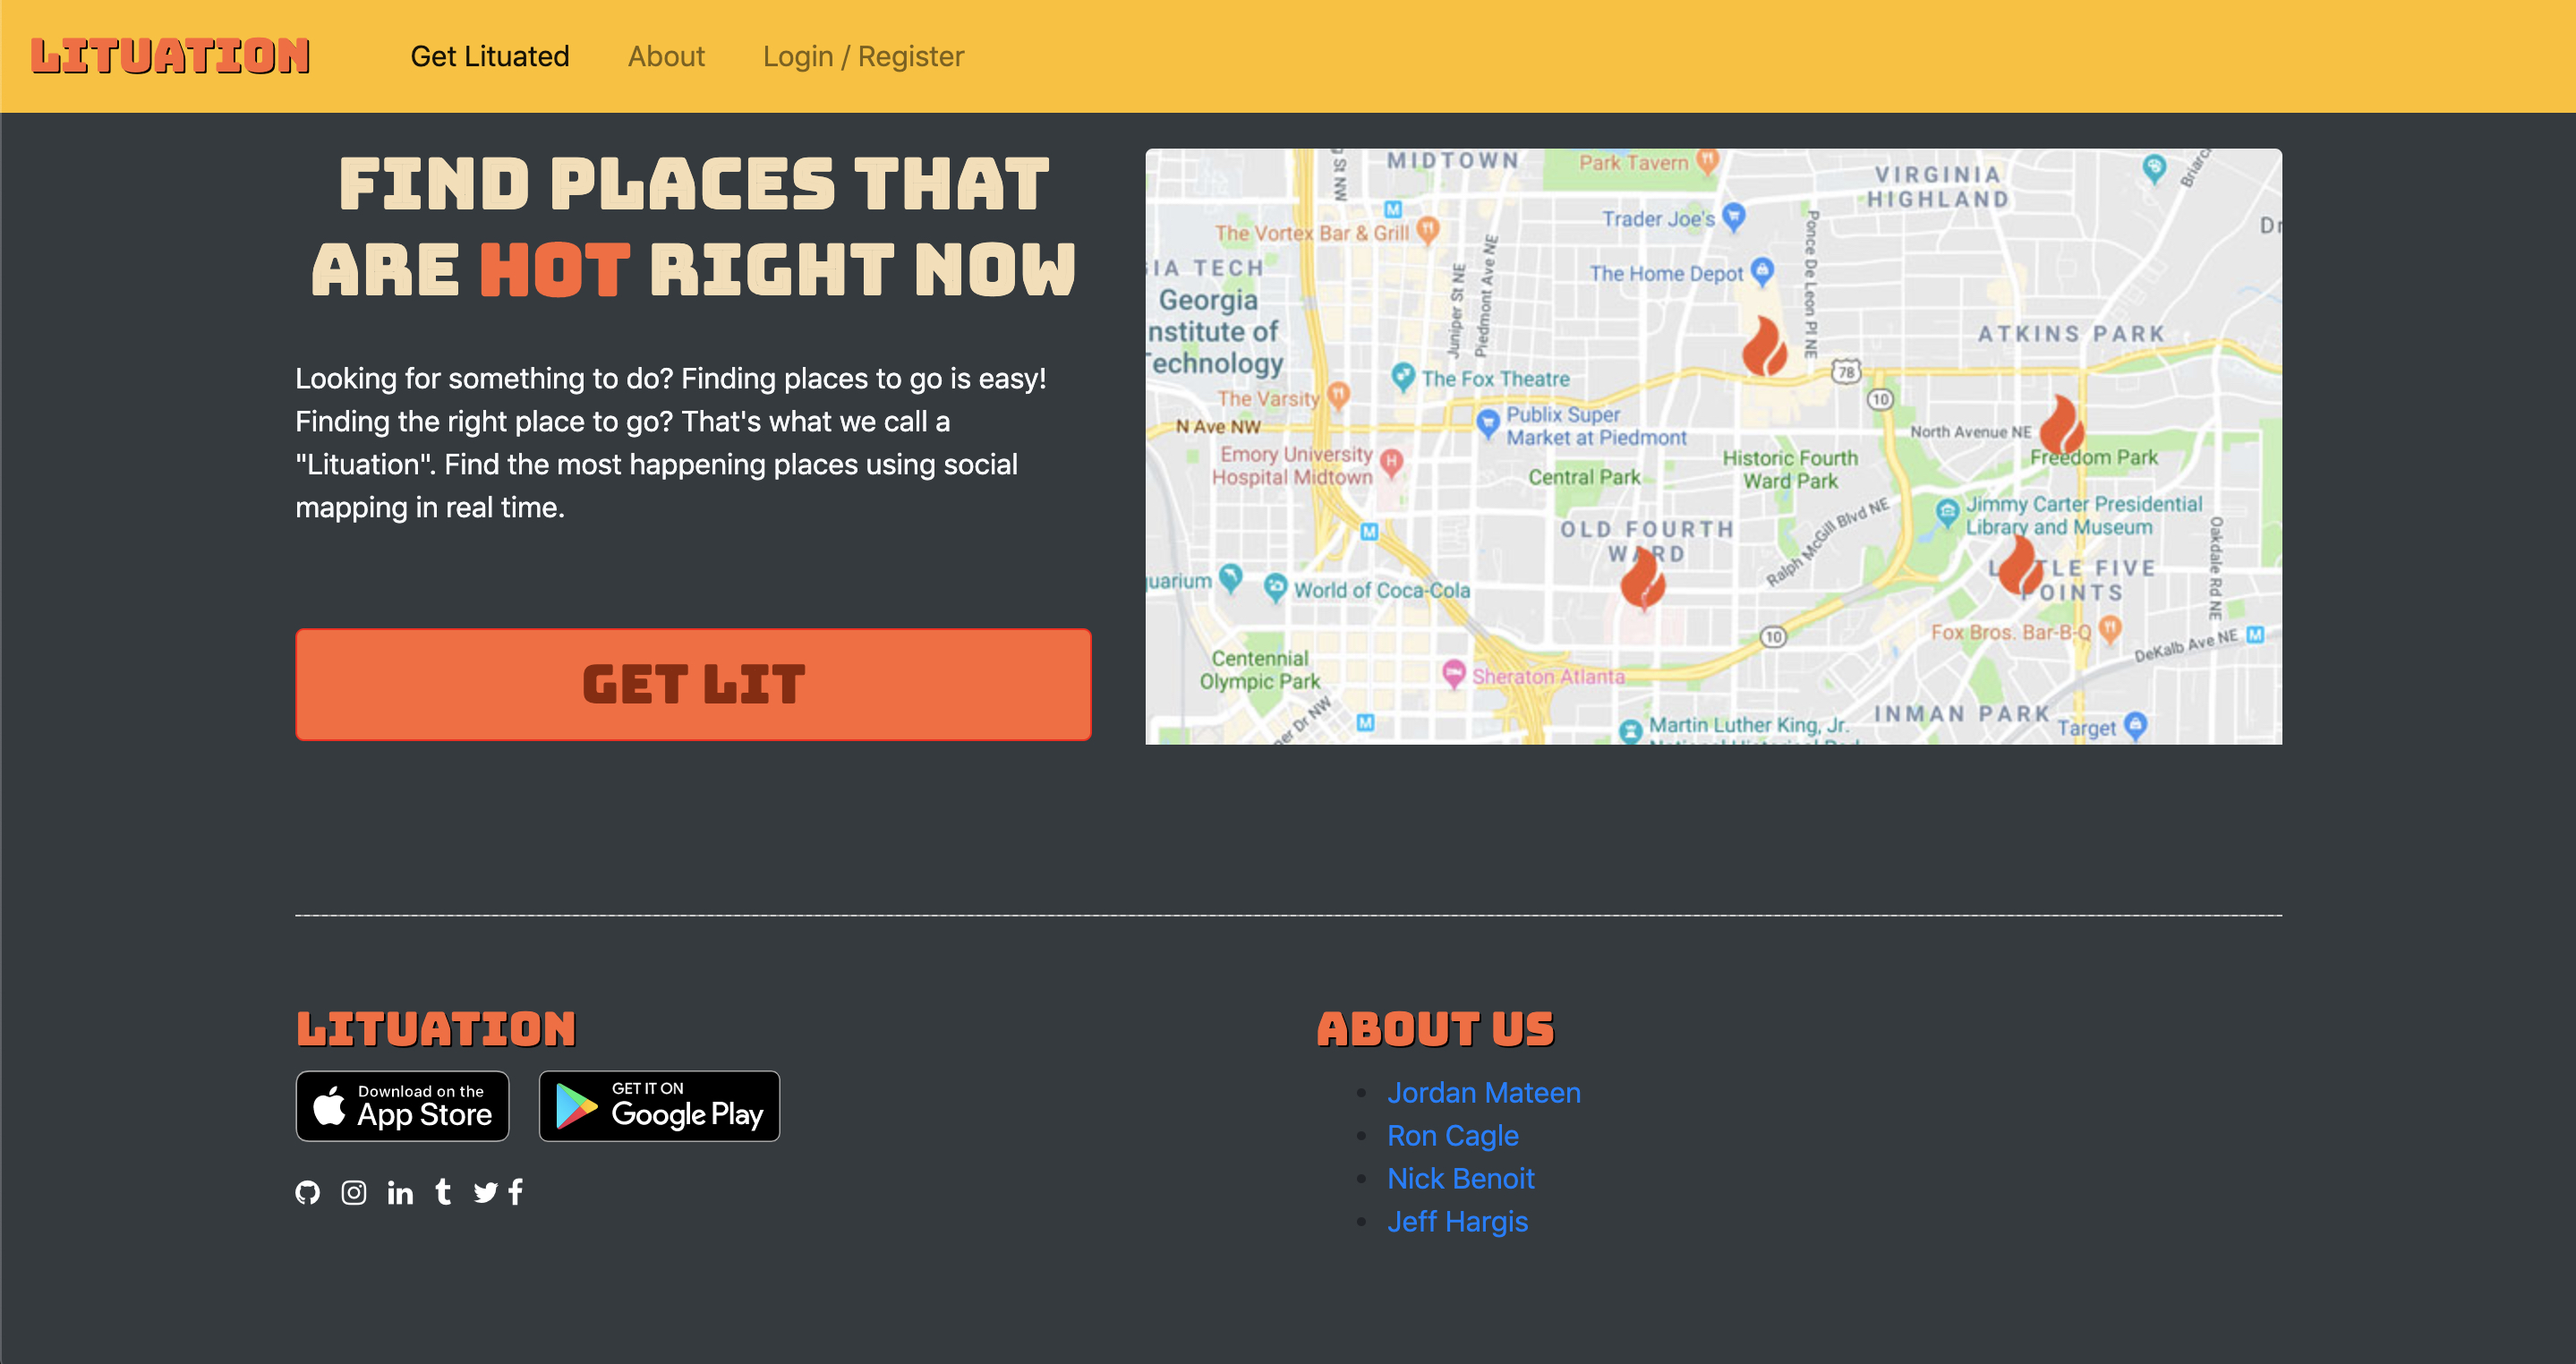 LITUATION
Get Lituated
About
Login / Register
FIND PLACES THAT
ARE HOT RIGHT NOW
Looking for something to do? Finding places to go is easy!
Finding the right place to go? That's what we call a
"Lituation". Find the most happening places using social
mapping in real time.
GET LIT
MIDTOWN
Park Tavern
VIRGINIA
HIGHLAND
Trader Joe's
The Vortex Bar & Grill
The Home Depot
Juniper St NE
Piedmont Ave NE
Ponce De Leon Pl NE
Georgia
nstitute of
echnology
ATKINS PARK
78
The Fox Theatre
The Varsity
10
Publix Super
Market at Piedmont
N Ave NW
North Avenue NE
Emory University
Hospital Midtown
H
Central Park
Historic Fourth
Ward Park
Freedom Park
Jimmy Carter Presidential
Library and Museum
OLD FOURTH
WARD
Ralph McGill Blvd NE
Oakdale Rd NE
World of Coca-Cola
10
Fox Bros. Bar-B-Q
DeKalb Ave NE
Centennial
Olympic Park
Sheraton Atlanta
Martin Luther King, Jr.
INMAN PARK
Target
M
M
M
M
LITUATION
Download on the
App Store
GET IT ON
Google Play
ABOUT US
Jordan Mateen
Ron Cagle
Nick Benoit
Jeff Hargis